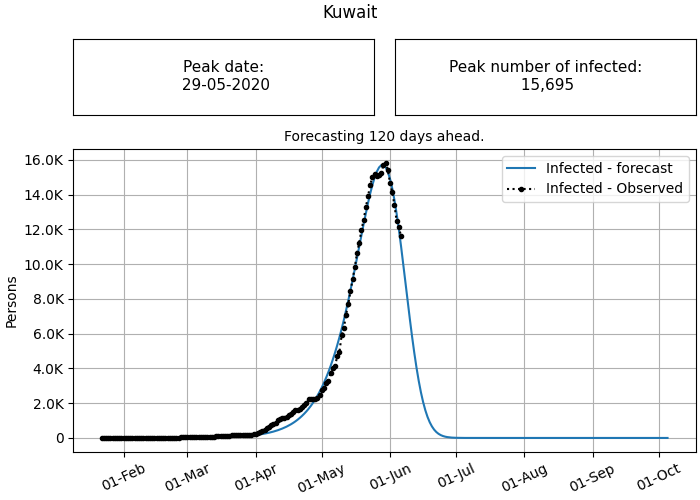 Kuwait
Peak date:
29-05-2020
Peak number of infected:
15,695
Forecasting 120 days ahead.
Infected - forecast
Infected - Observed
Persons
16.0K
14.0K
12.0K
10.0K
8.0K
6.0K
4.0K
2.0K
0
01-Feb
01-Mar
01-Apr
01-May
01-Jun
01-Jul
01-Aug
01-Sep
01-Oct